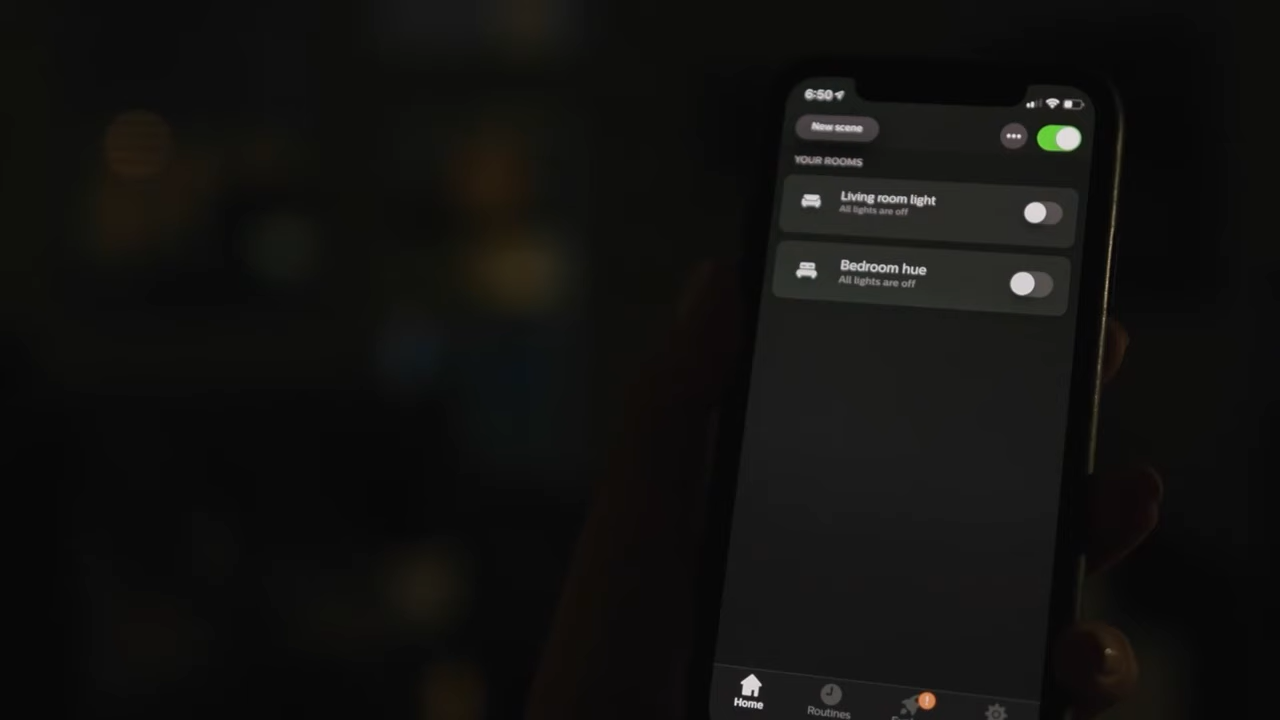 6:50
New scene
YOUR ROOMS
Living room light
All lights are off
Bedroom hue
All lights are off
Home
Routines
!